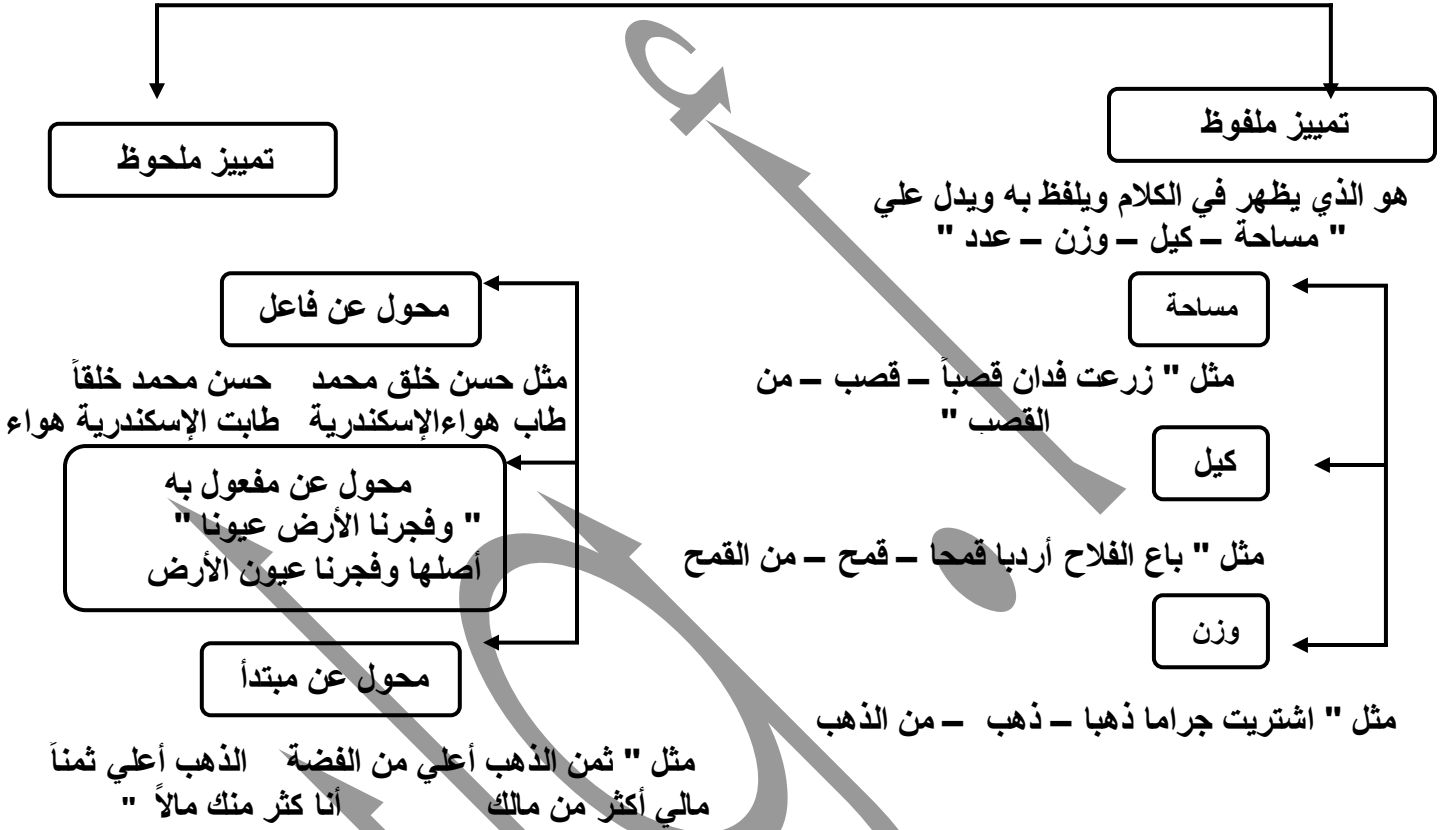 تمييز ملفوظ
هو الذي يظهر في الكلام ويلفظ به ويدل علي
" مساحة – كيل – وزن – عدد "
مساحة
مثل " زرعت فدان قصباً – قصب – من
القصب "
كيل
مثل " باع الفلاح أردبا قمحا – قمح – من القمح
وزن
مثل " اشتريت جراما ذهبا – ذهب – من الذهب
تمييز ملحوظ
محول عن فاعل
مثل حسن خلق محمد حسن محمد خلقاً
طاب هواءالإسكندرية طابت الإسكندرية هواء
محول عن مفعول به
" وفجرنا الأرض عيونا "
أصلها وفجرنا عيون الأرض
محول عن مبتدأ
مثل " ثمن الذهب أعلي من الفضة الذهب أعلي ثمناً
مالي أكثر من مالك أنا كثر منك مالاً "